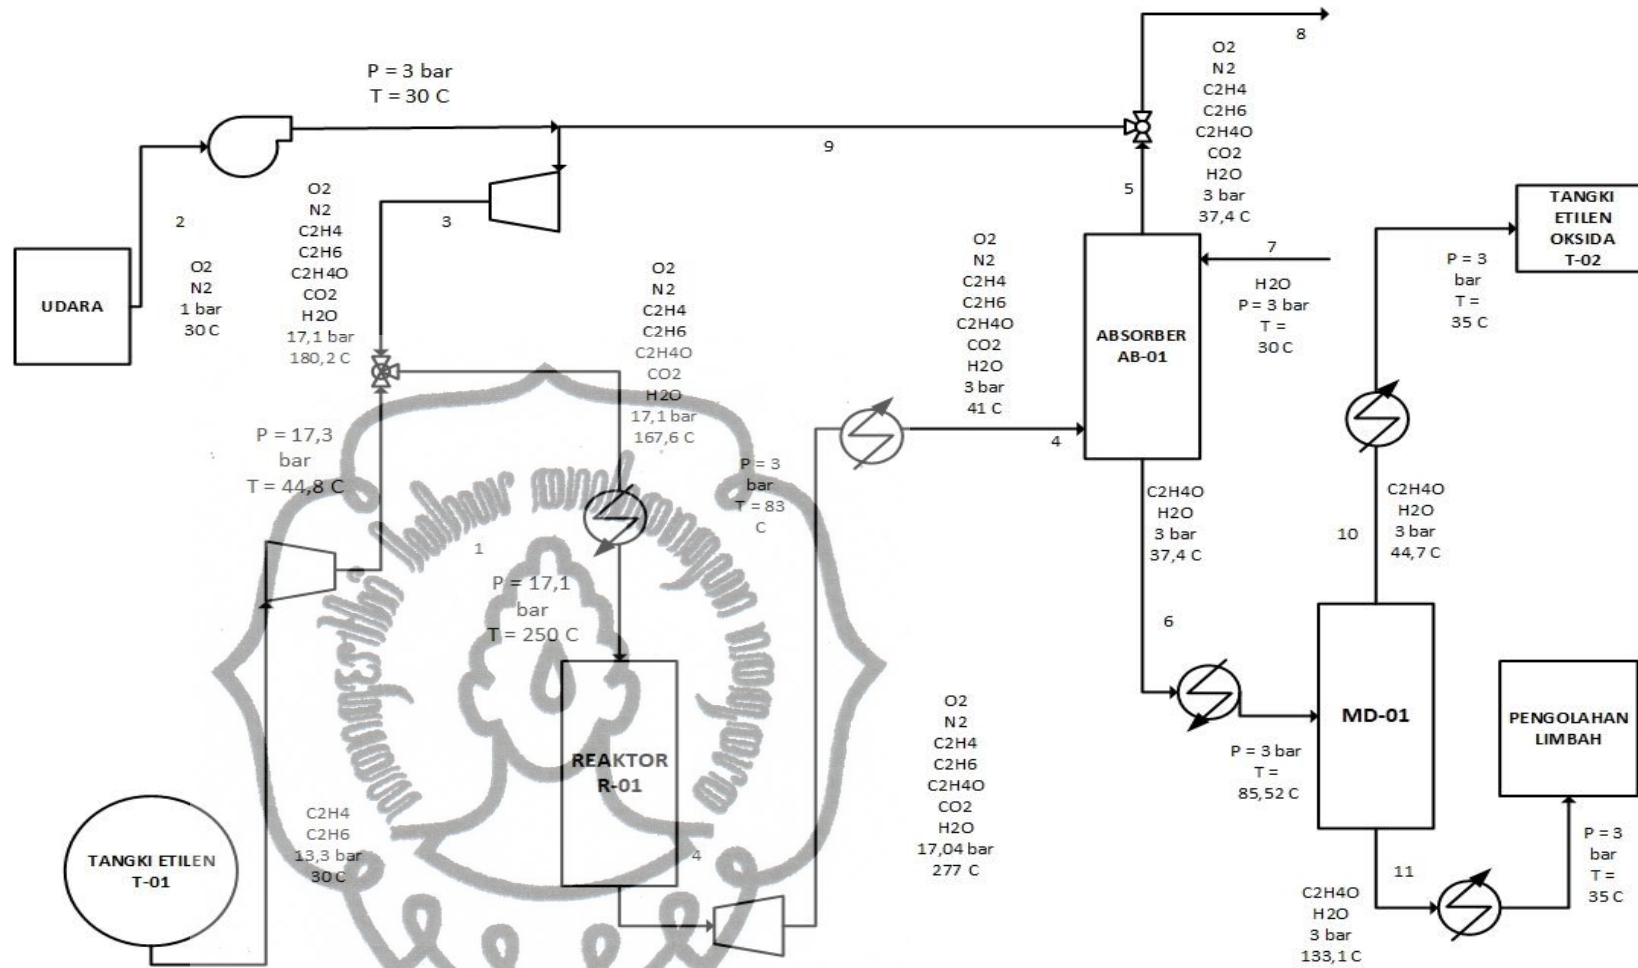 8
O2
N2
C2H4
C2H6
C2H4O
CO2
H2O
3 bar
37,4 C
P = 3 bar
T = 30 C
9
5
2
O2
N2
1 bar
30 C
UDARA
O2
N2
C2H4
C2H6
C2H4O
CO2
H2O
17,1 bar
180,2 C
3
O2
N2
C2H4
C2H6
C2H4O
CO2
H2O
17,1 bar
167,6 C
O2
N2
C2H4
C2H6
C2H4O
CO2
H2O
3 bar
41 C
4
ABSORBER
AB-01
7
H2O
P = 3 bar
T =
30 C
TANGKI
ETILEN
OKSIDA
T-02
P = 3
bar
T =
35 C
P = 17,3
bar
T = 44,8 C
P = 3
bar
T = 83
C
1
P = 17,1
bar
T = 250 C
C2H4O
H2O
3 bar
37,4 C
6
C2H4O
H2O
3 bar
44,7 C
10
REAKTOR
R-01
O2
N2
C2H4
C2H6
C2H4O
CO2
H2O
17,04 bar
277 C
4
P = 3 bar
T =
85,52 C
MD-01
PENGOLAHAN
LIMBAH
TANGKI ETILEN
T-01
C2H4
C2H6
13,3 bar
30 C
11
C2H4O
H2O
3 bar
133,1 C
P = 3
bar
T =
35 C